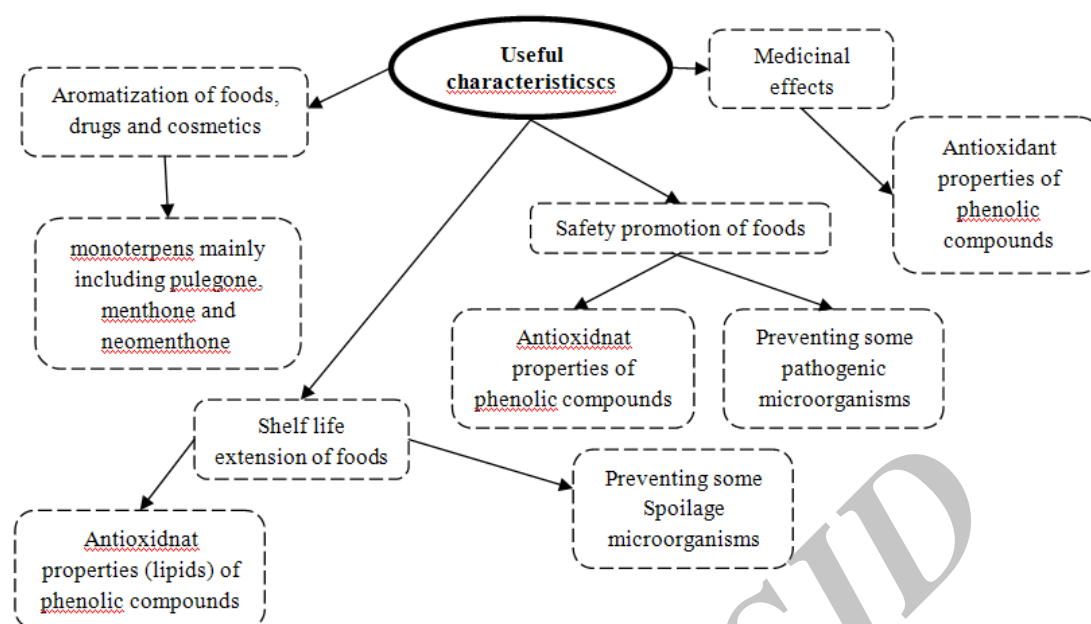 Useful
characteristicscs
Medicinal
effects
Aromatization of foods,
drugs and cosmetics
Antioxidant
properties of
phenolic
compounds
Safety promotion of foods
monoterpens mainly
including pulegone,
menthone and
neomenthone
Antioxidnat
properties of
phenolic compounds
Preventing some
pathogenic
microorganisms
Shelf life
extension of foods
Preventing some
Spoilage
microorganisms
Antioxidnat
properties (lipids) of
phenolic compounds
SID